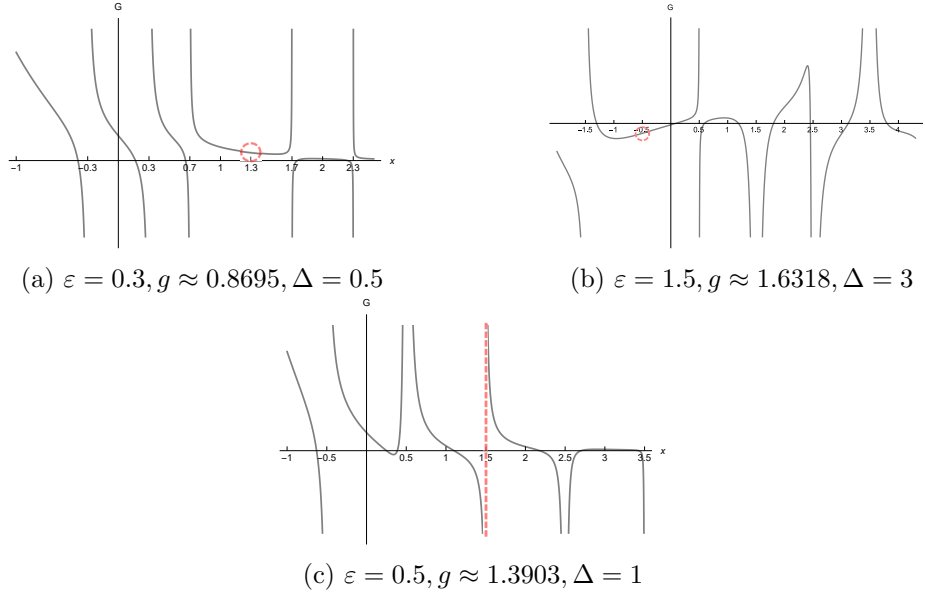 G
x
-1 -0.3 0.3 0.7 1.3 1.7 2 2.3
(a) ε = 0.3, g ≈ 0.8695, Δ = 0.5
G
-1.5 -1 -0.5 0.5 1 1.5 2 2.5 3 3.5 4
(b) ε = 1.5, g ≈ 1.6318, Δ = 3
G
x
-1 -0.5 0.5 1 1.5 2 2.5 3 3.5
(c) ε = 0.5, g ≈ 1.3903, Δ = 1